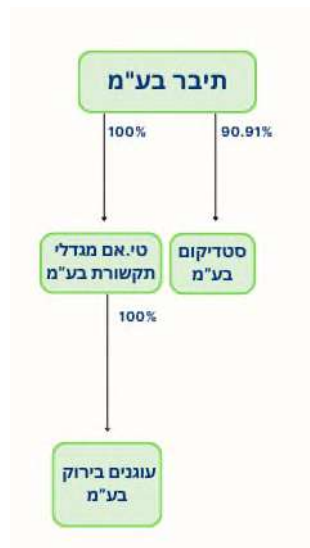 תיבר בע"מ
100%
90.91%
טי.אם מגדלי
תקשורת בע"מ
סטדיקום
בע"מ
100%
עוגנים בירוק
בע"מ